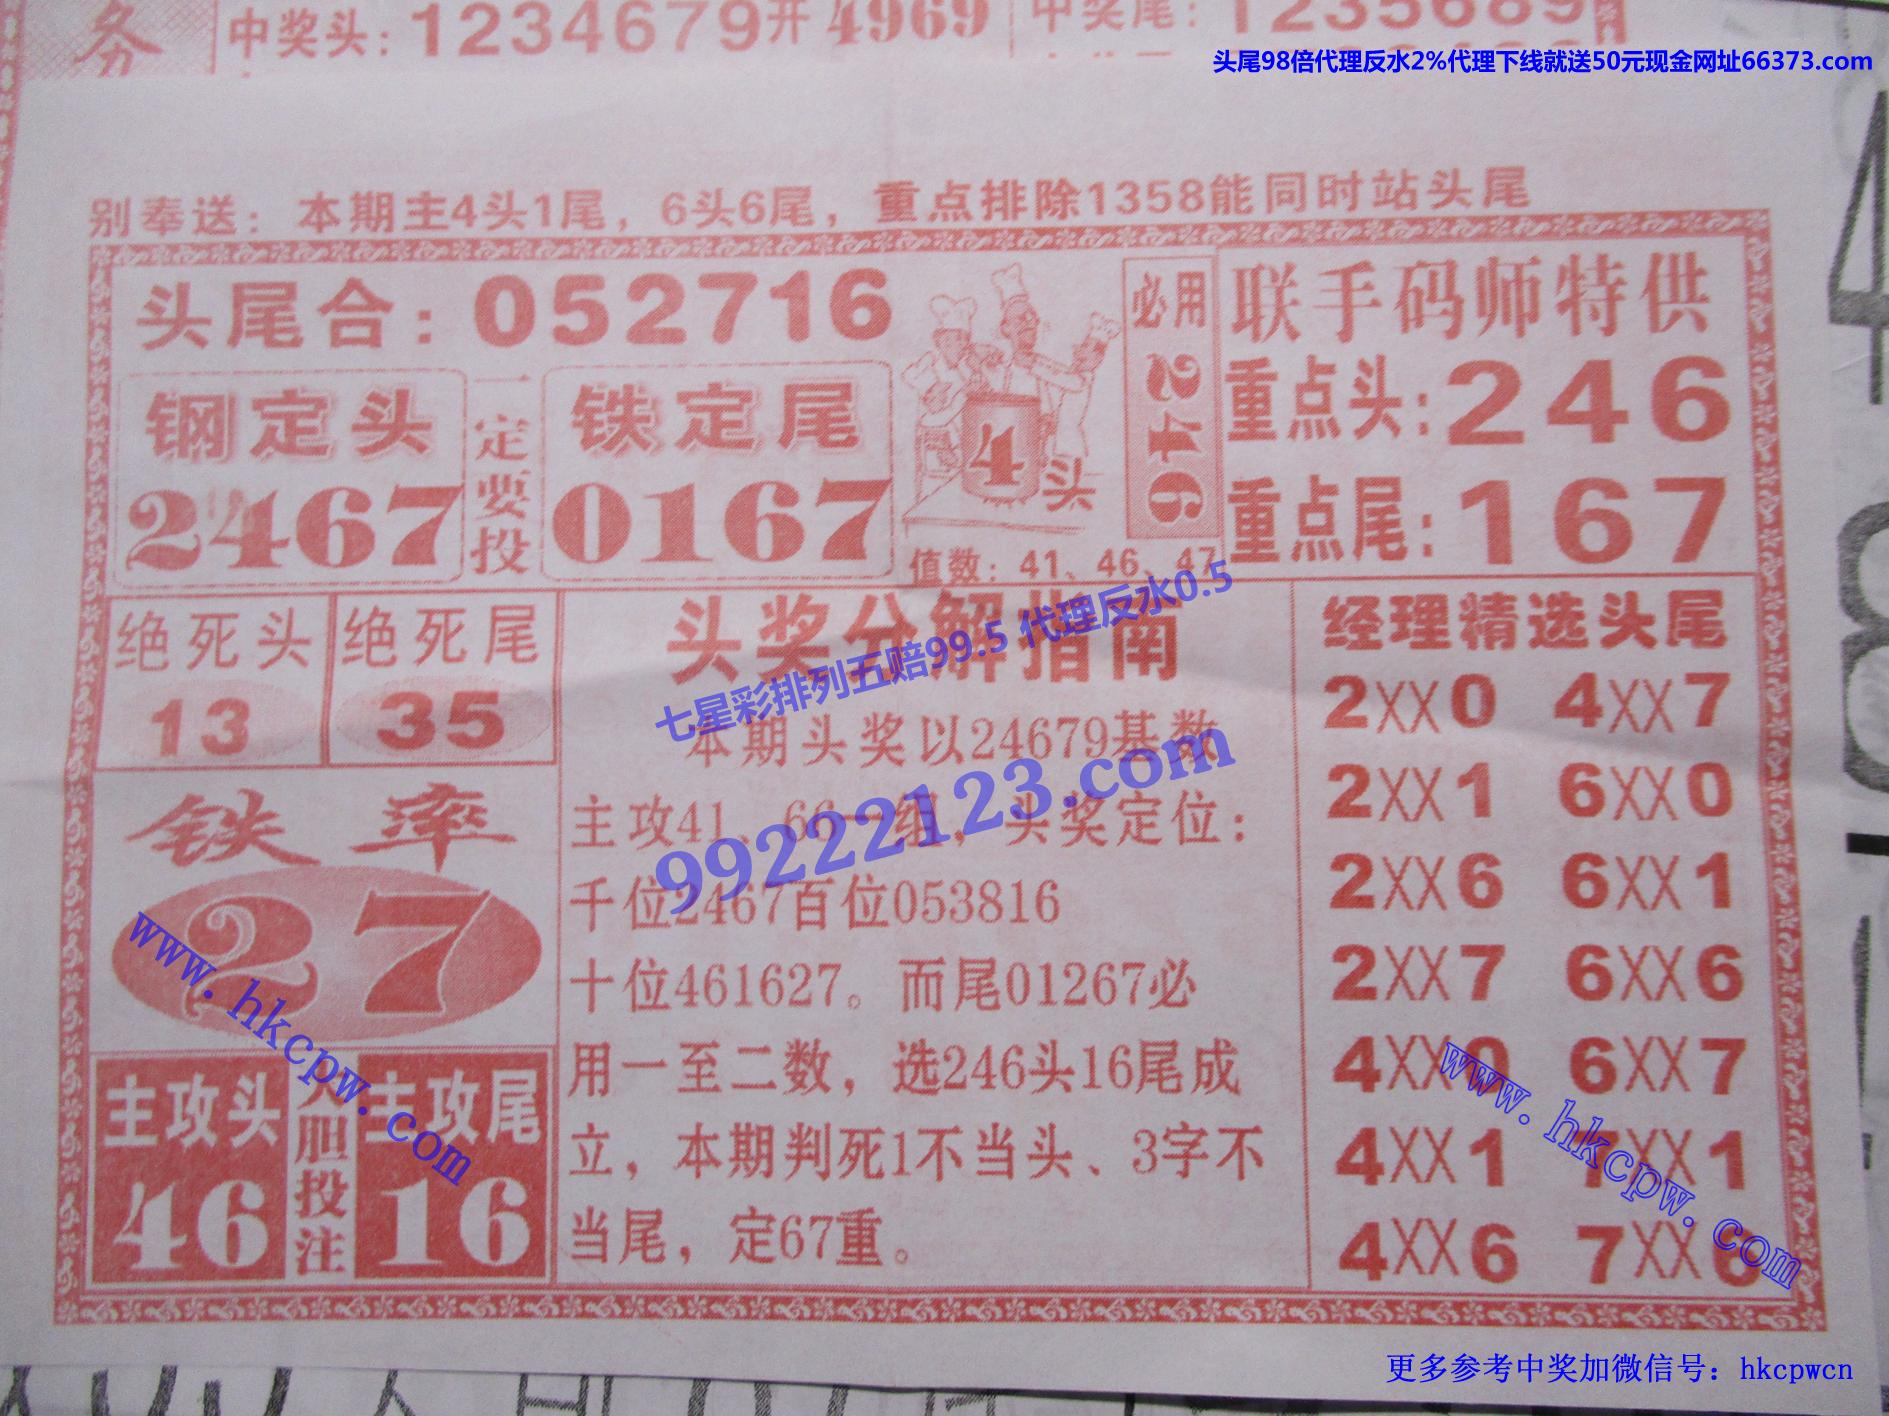 务
中奖头：1234679开4969
中奖尾：1235689
头尾98倍代理反水2%代理下线就送50元现金网址66373.com
别奉送：本期主4头1尾，6头6尾，重点排除1358能同时站头尾
头尾合：052716
钢定头
2467
一定要投
铁定尾
0167
4头
值数：41、46、47
必用246
联手码师特供
重点头：246
重点尾：167
绝死头
13
绝死尾
35
铁率
27
主攻头
46
胆投注
主攻尾
16
头奖分解指南
本期头奖以24679基数
主攻41、66一组，头奖定位：
千位2467百位053816
十位461627。而尾01267必
用一至二数，选246头16尾成
立，本期判死1不当头、3字不
当尾，定67重。
经理精选头尾
2XX0 4XX7
2XX1 6XX0
2XX6 6XX1
2XX7 6XX6
4XX0 6XX7
4XX1 7XX1
4XX6 7XX6
七星彩排列五赔99.5 代理反水0.5
99222123.com
www.hkcpw.com
www.hkcpw.com
更多参考中奖加微信号：hkcpwcn